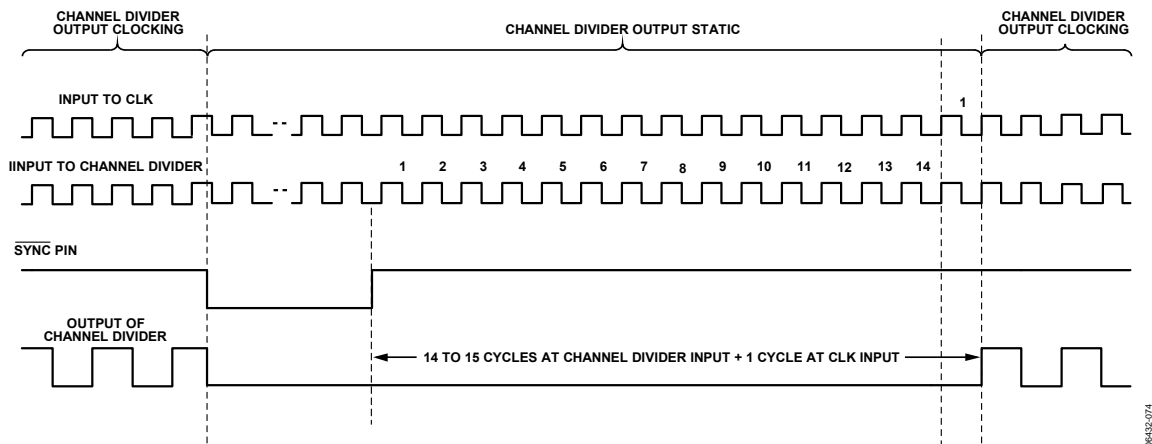 CHANNEL DIVIDER
OUTPUT CLOCKING
CHANNEL DIVIDER OUTPUT STATIC
CHANNEL DIVIDER
OUTPUT CLOCKING
INPUT TO CLK
1
IINPUT TO CHANNEL DIVIDER
1 2 3 4 5 6 7 8 9 10 11 12 13 14
SYNC PIN
OUTPUT OF
CHANNEL DIVIDER
14 TO 15 CYCLES AT CHANNEL DIVIDER INPUT + 1 CYCLE AT CLK INPUT
06432-074